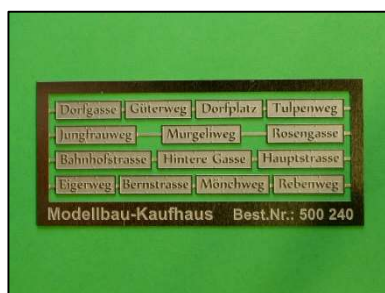 Dorfgasse Güterweg Dorfplatz Tulpenweg
Jungfrauweg Murgeliweg Rosengasse
Bahnhofstrasse Hintere Gasse Hauptstrasse
Eigerweg Bernstrasse Mönchweg Rebenweg
Modellbau-Kaufhaus Best.Nr.: 500 240